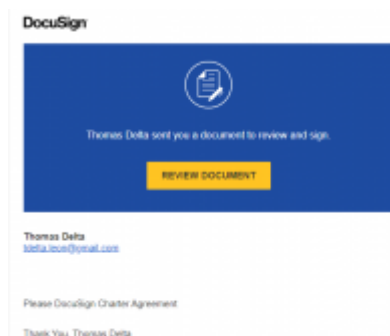 DocuSign
Thomas Delta sent you a document to review and sign.
REVIEW DOCUMENT
Thomas Delta
Please DocuSign Charter Agreement
Thank You, Thomas Delta